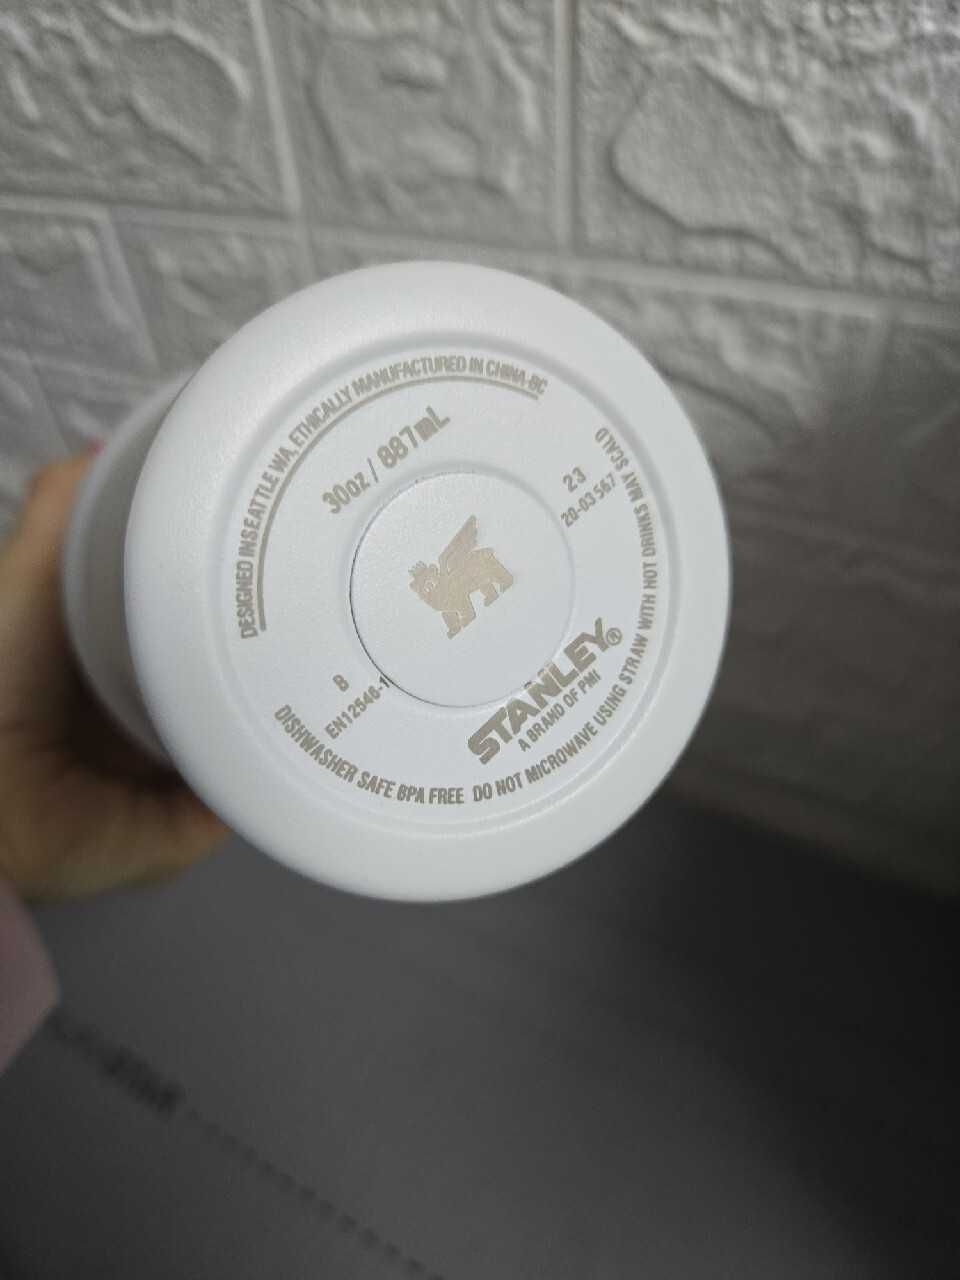 DESIGNED IN SEATTLE WA, ETHICALLY MANUFACTURED IN CHINA-BC
30oz / 887mL
23
20-03 567
B
EN12546-1
STANLEY®
A BRAND OF PMI
DISHWASHER SAFE BPA FREE DO NOT MICROWAVE USING STRAW WITH HOT DRINKS MAY SCALD